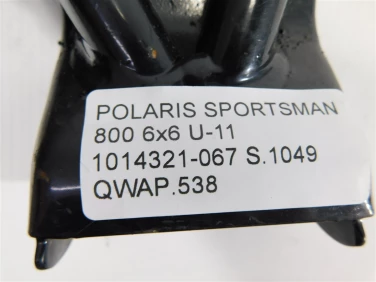 POLARIS SPORTSMAN
800 6x6 U-11
1014321-067 S.1049
QWAP.538